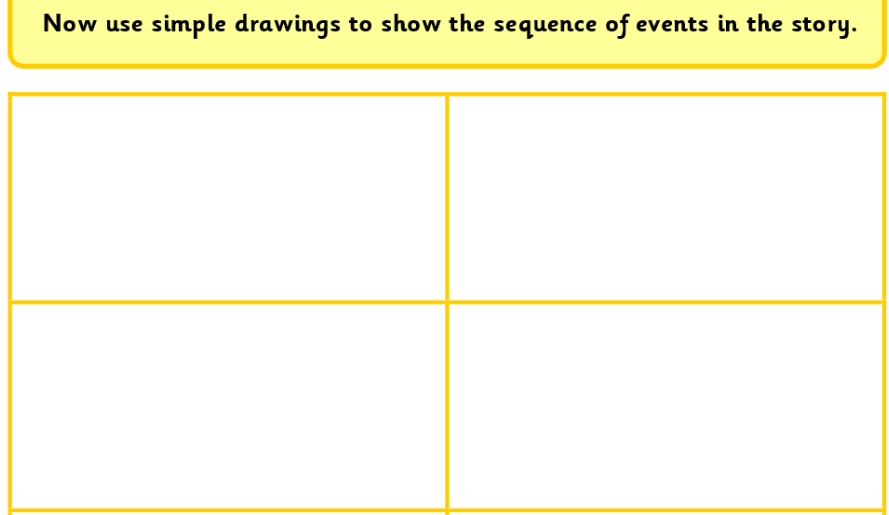 Now use simple drawings to show the sequence of events in the story.